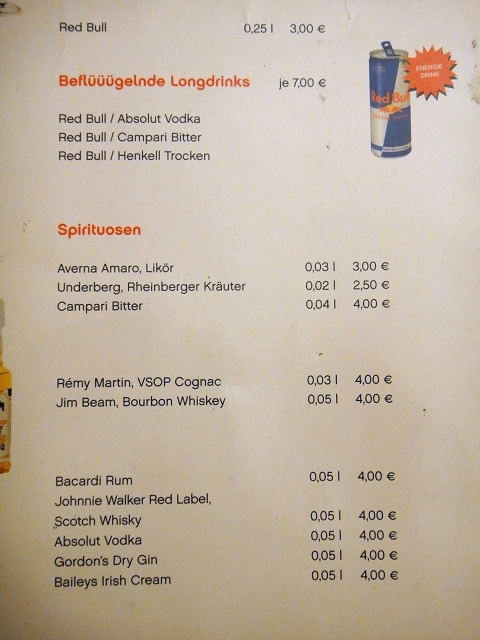 Red Bull 0,25 l 3,00 €
Beflüüügelnde Longdrinks je 7,00 €
ENERGIE
DRINK
Red Bull
Red Bull / Absolut Vodka
Red Bull / Campari Bitter
Red Bull / Henkell Trocken
Spirituosen
Averna Amaro, Likör 0,03 l 3,00 €
Underberg, Rheinberger Kräuter 0,02 l 2,50 €
Campari Bitter 0,04 l 4,00 €
Rémy Martin, VSOP Cognac 0,03 l 4,00 €
Jim Beam, Bourbon Whiskey 0,05 l 4,00 €
Bacardi Rum 0,05 l 4,00 €
Johnnie Walker Red Label,
Scotch Whisky 0,05 l 4,00 €
Absolut Vodka 0,05 l 4,00 €
Gordon's Dry Gin 0,05 l 4,00 €
Baileys Irish Cream 0,05 l 4,00 €